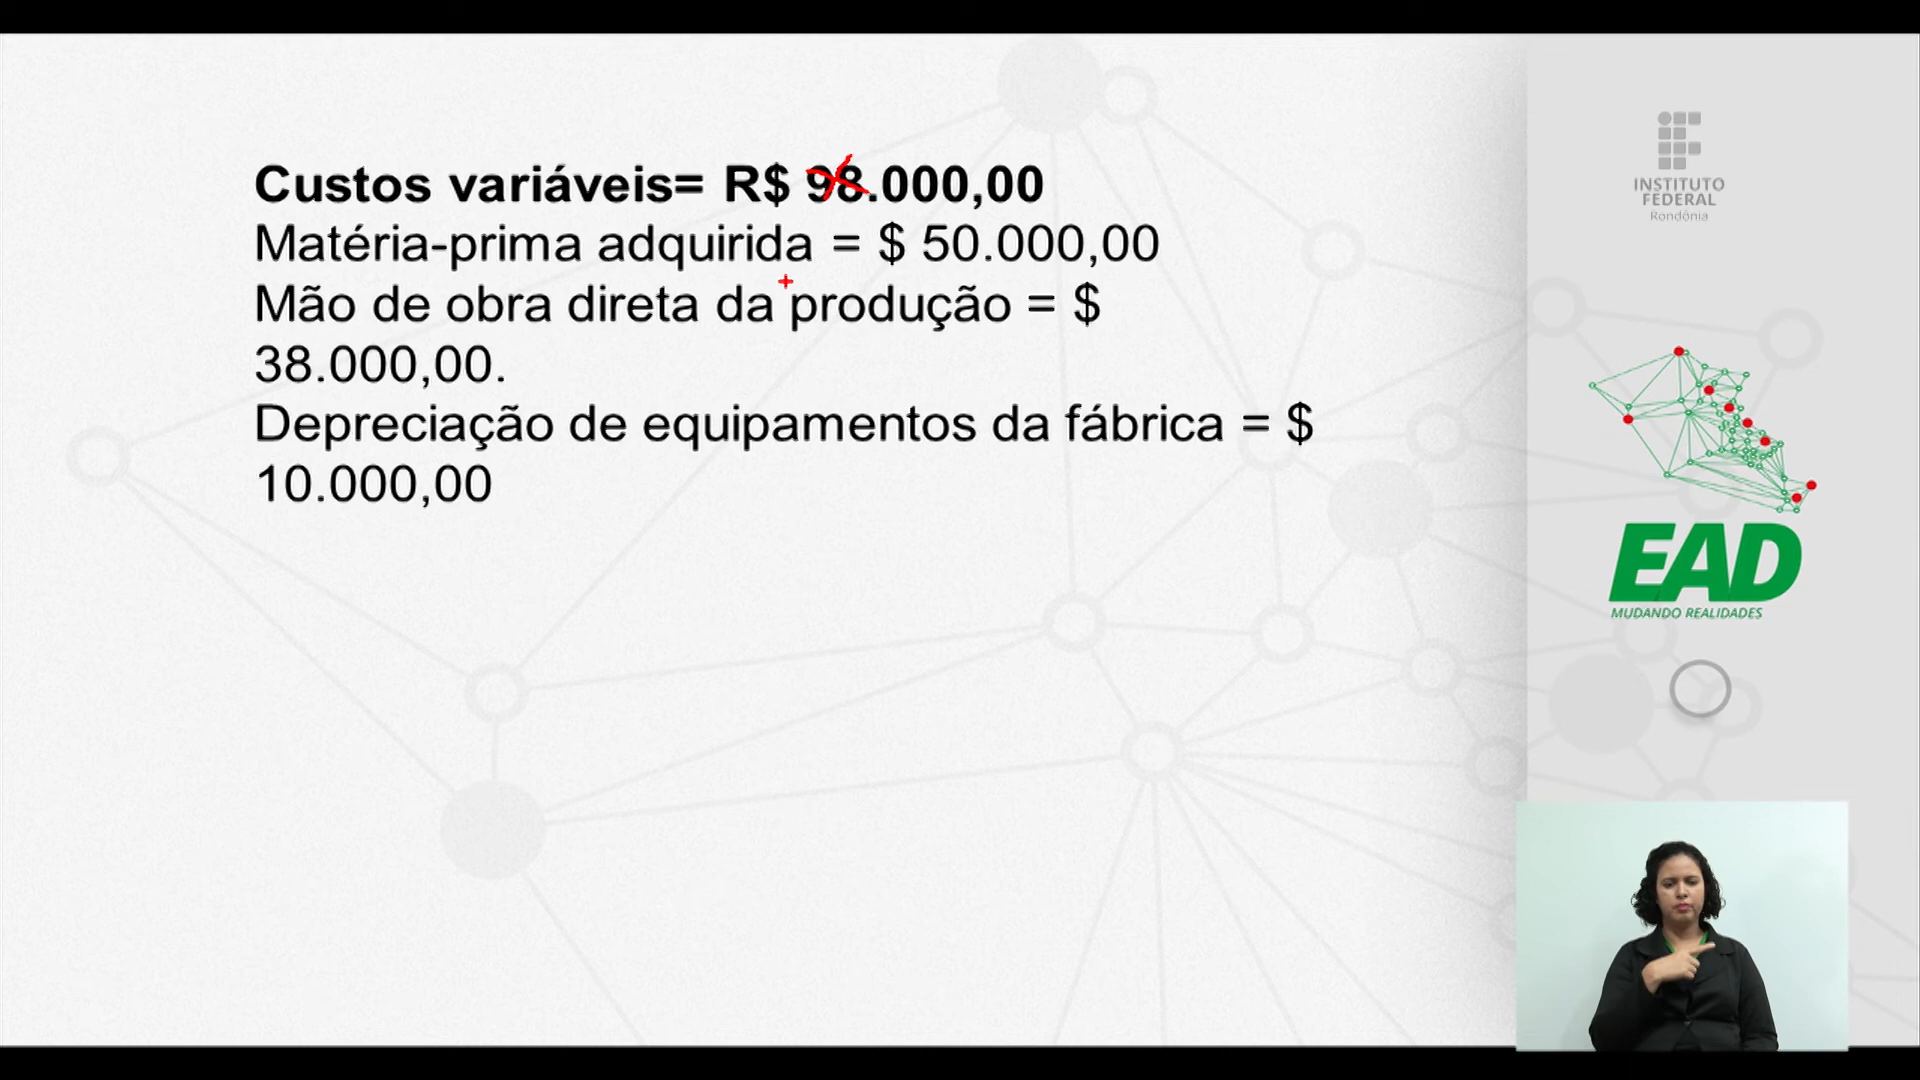 Custos variáveis= R$ 98.000,00
Matéria-prima adquirida = $ 50.000,00
Mão de obra direta da produção = $
38.000,00.
Depreciação de equipamentos da fábrica = $
10.000,00
INSTITUTO
FEDERAL
Rondônia
EAD
MUDANDO REALIDADES